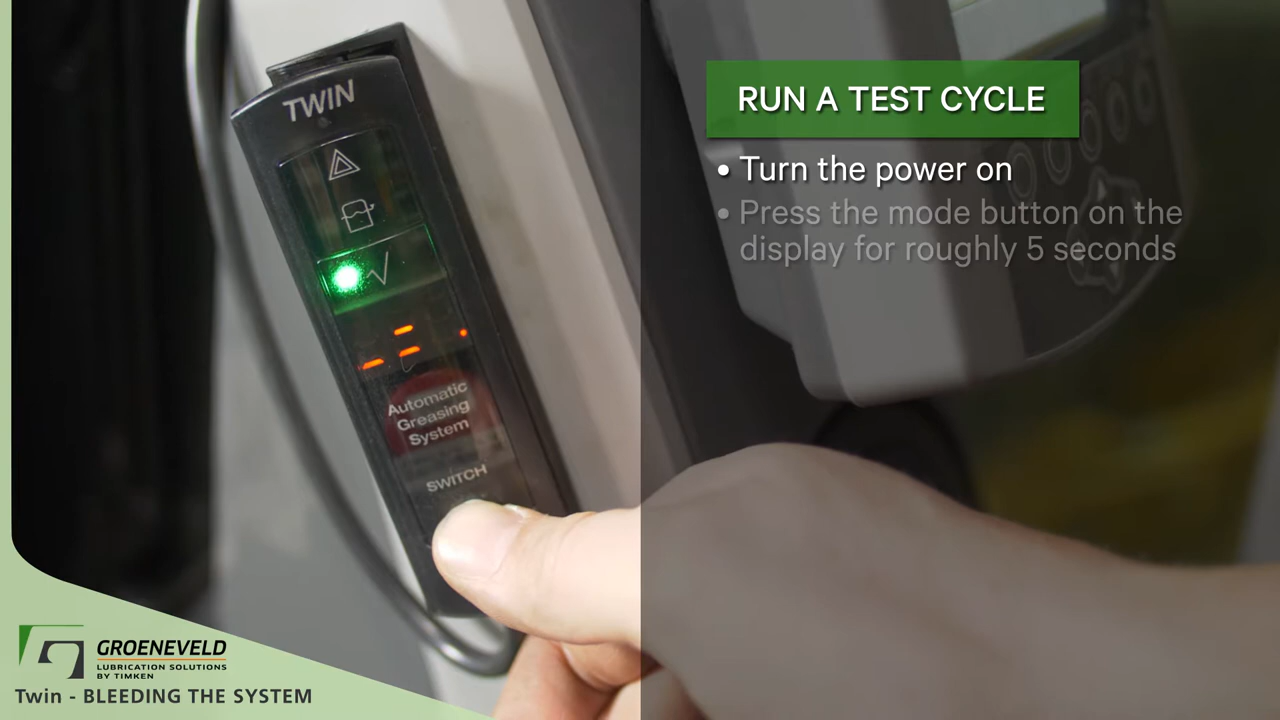 TWIN
Automatic
Greasing
System
SWITCH
RUN A TEST CYCLE
• Turn the power on
• Press the mode button on the
display for roughly 5 seconds
GROENEVELD
LUBRICATION SOLUTIONS
BY TIMKEN
Twin - BLEEDING THE SYSTEM